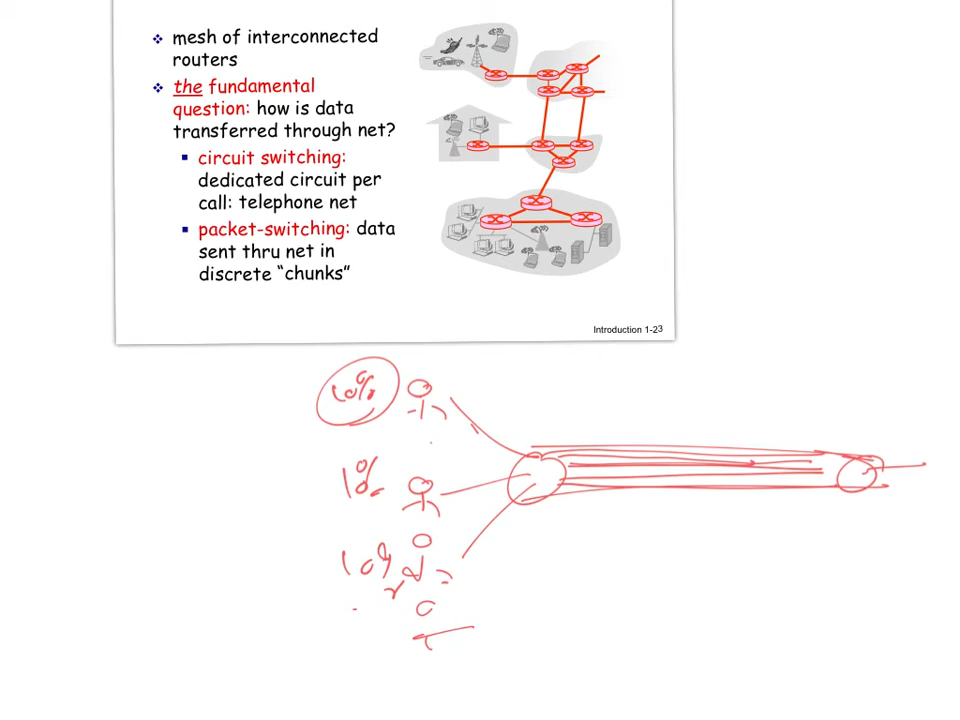 mesh of interconnected
routers
the fundamental
question: how is data
transferred through net?
circuit switching:
dedicated circuit per
call: telephone net
packet-switching: data
sent thru net in
discrete “chunks”
Introduction 1-23
10%
10%
10%